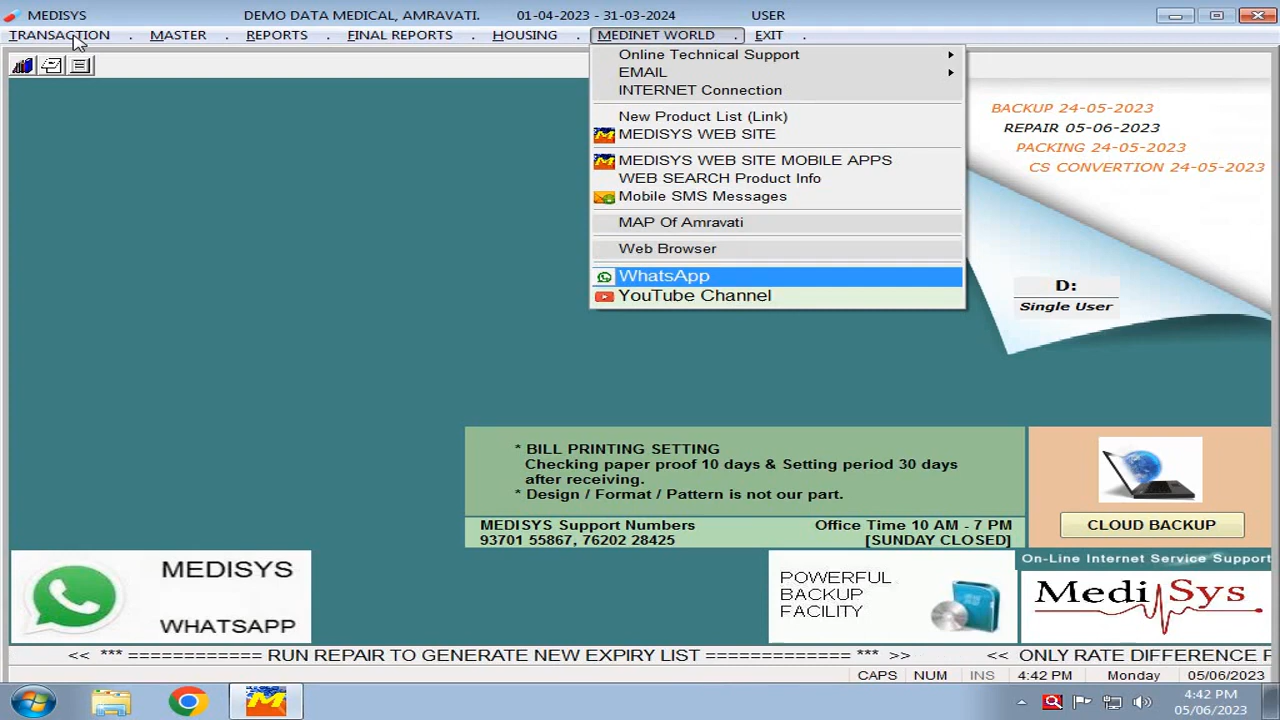 MEDISYS DEMO DATA MEDICAL, AMRAVATI. 01-04-2023 - 31-03-2024 USER
TRANSACTION . MASTER . REPORTS . FINAL REPORTS . HOUSING . MEDINET WORLD . EXIT .
Online Technical Support
EMAIL
INTERNET Connection
New Product List (Link)
MEDISYS WEB SITE
MEDISYS WEB SITE MOBILE APPS
WEB SEARCH Product Info
Mobile SMS Messages
MAP Of Amravati
Web Browser
WhatsApp
YouTube Channel
BACKUP 24-05-2023
REPAIR 05-06-2023
PACKING 24-05-2023
CS CONVERTION 24-05-2023
D:
Single User
* BILL PRINTING SETTING
Checking paper proof 10 days & Setting period 30 days
after receiving.
* Design / Format / Pattern is not our part.
MEDISYS Support Numbers Office Time 10 AM - 7 PM
93701 55867, 76202 28425 [SUNDAY CLOSED]
CLOUD BACKUP
On-Line Internet Service Support
MEDISYS
WHATSAPP
POWERFUL
BACKUP
FACILITY
MediSys
<< *** ============ RUN REPAIR TO GENERATE NEW EXPIRY LIST ============ *** >> << ONLY RATE DIFFERENCE F
CAPS NUM INS 4:42 PM Monday 05/06/2023
4:42 PM
05/06/2023